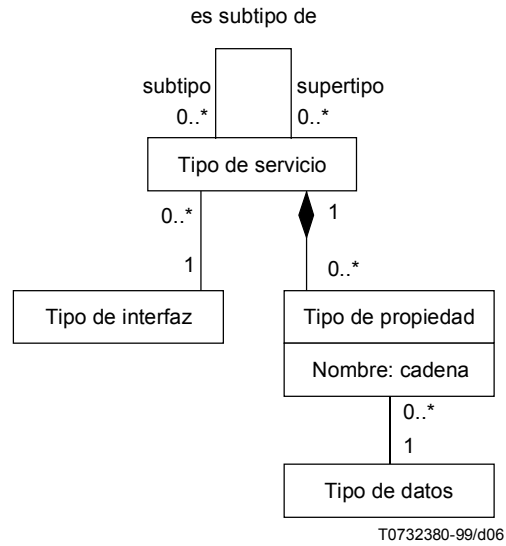 es subtipo de
subtipo supertipo
0..* 0..*
Tipo de servicio
0..* 1
1 0..*
Tipo de interfaz Tipo de propiedad
Nombre: cadena
0..*
1
Tipo de datos
T0732380-99/d06